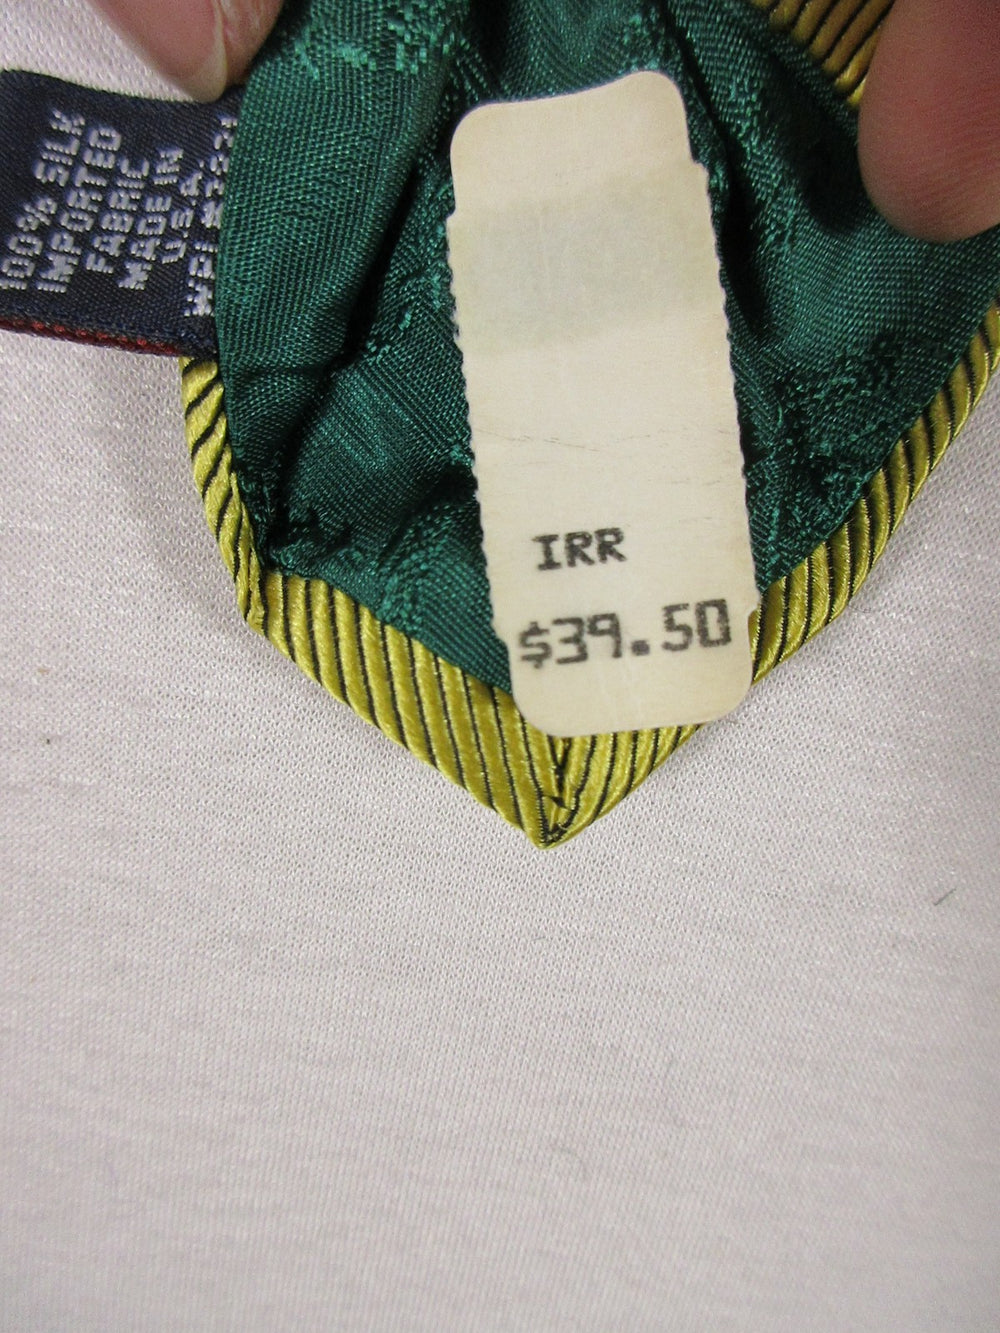 100% SILK
IMPORTED
FABRIC
MADE IN
USA
IRR
$39.50